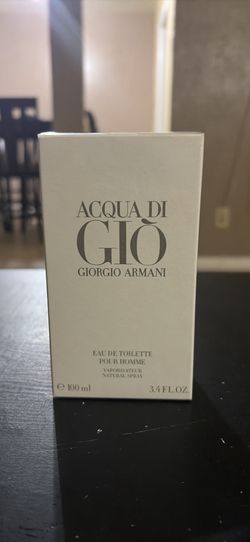 ACQUA DI
GIÒ
GIORGIO ARMANI
EAU DE TOILETTE
POUR HOMME
VAPORISATEUR
NATURAL SPRAY
℮ 100 ml 3.4 FL.OZ.